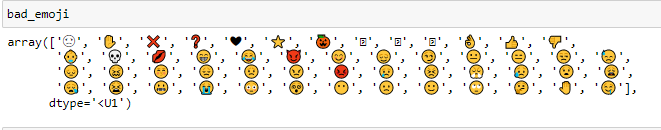 bad_emoji
array(['☹', '✋', '❌', '❓', '❤', '⭐', '🎃', '', '', '', '👌', '👍', '👎',
'', '💀', '💋', '😁', '😂', '😈', '😊', '', '😏', '😐', '😑', '😒', '😓',
'😔', '😖', '', '😞', '😟', '😠', '😡', '😢', '😣', '😤', '😥', '😧', '😩',
'😪', '😫', '😬', '😭', '😳', '😵', '😶', '🙁', '🙂', '🙄', '🤔', '🤚', '🤤'],
dtype='<U1')